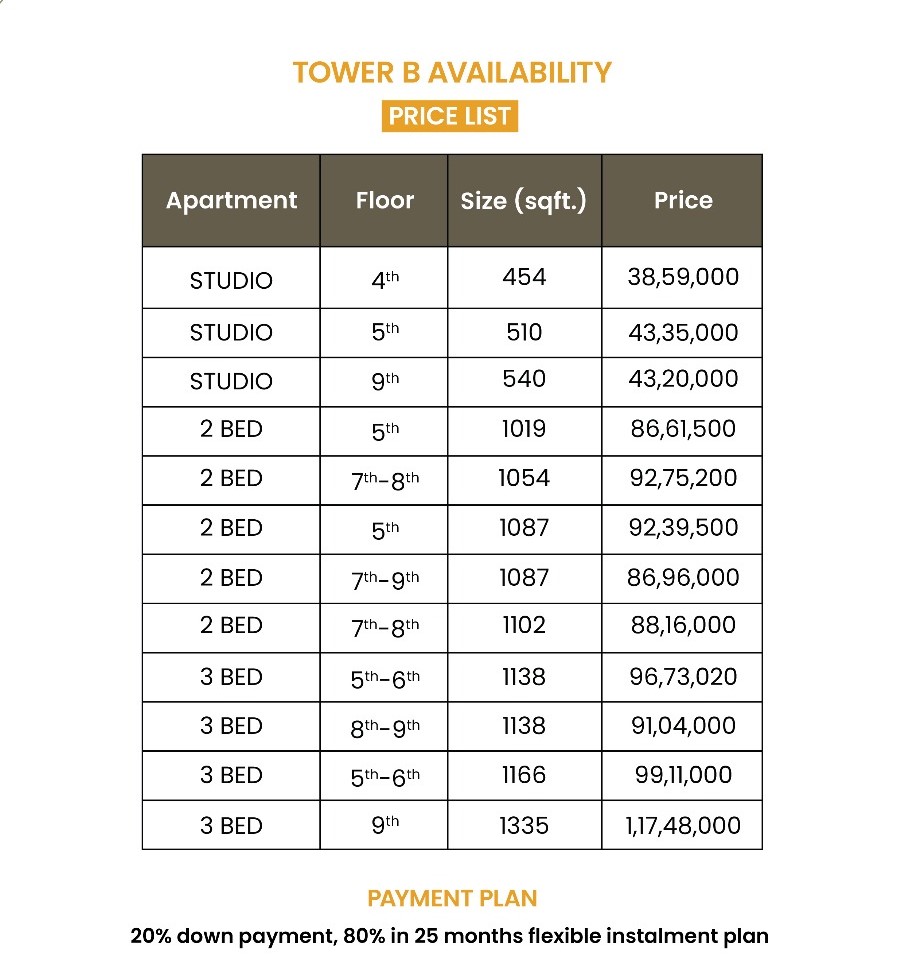 TOWER B AVAILABILITY
PRICE LIST
Apartment Floor Size (sqft.) Price
STUDIO 4th 454 38,59,000
STUDIO 5th 510 43,35,000
STUDIO 9th 540 43,20,000
2 BED 5th 1019 86,61,500
2 BED 7th-8th 1054 92,75,200
2 BED 5th 1087 92,39,500
2 BED 7th-9th 1087 86,96,000
2 BED 7th-8th 1102 88,16,000
3 BED 5th-6th 1138 96,73,020
3 BED 8th-9th 1138 91,04,000
3 BED 5th-6th 1166 99,11,000
3 BED 9th 1335 1,17,48,000
PAYMENT PLAN
20% down payment, 80% in 25 months flexible instalment plan